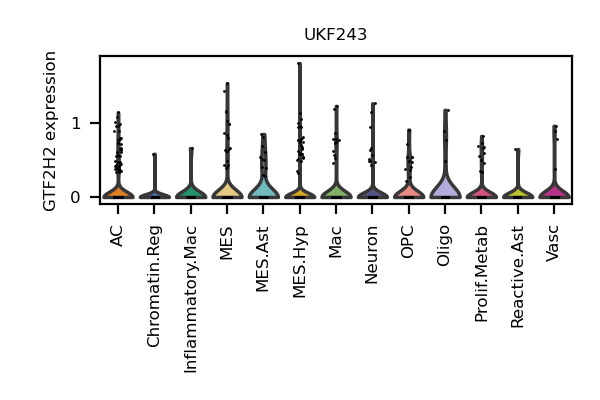 UKF243
GTF2H2 expression
1
0
AC
Chromatin.Reg
Inflammatory.Mac
MES
MES.Ast
MES.Hyp
Mac
Neuron
OPC
Oligo
Prolif.Metab
Reactive.Ast
Vasc